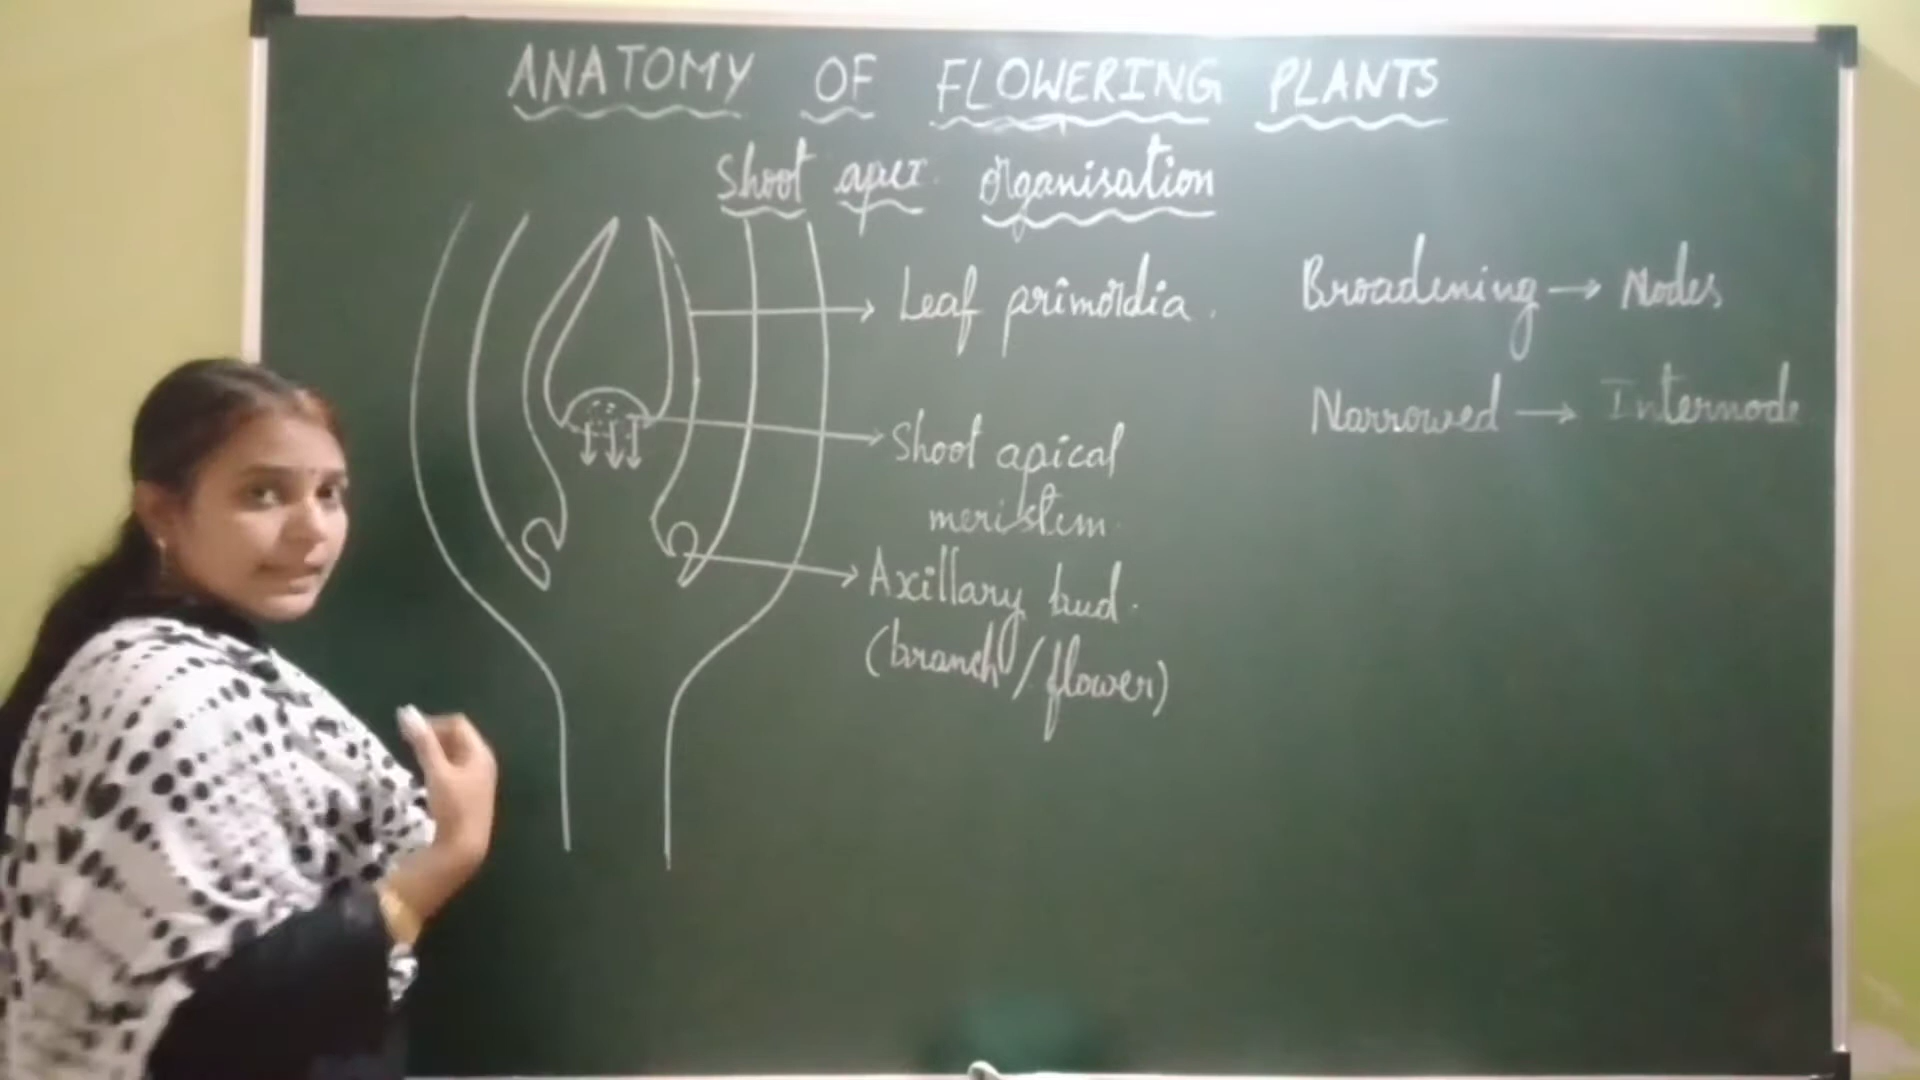 ANATOMY OF FLOWERING PLANTS
Shoot apex organisation
Leaf primordia.
Shoot apical
meristem.
Axillary bud.
(branch/flower)
Broadening → Nodes
Narrowed → Internode